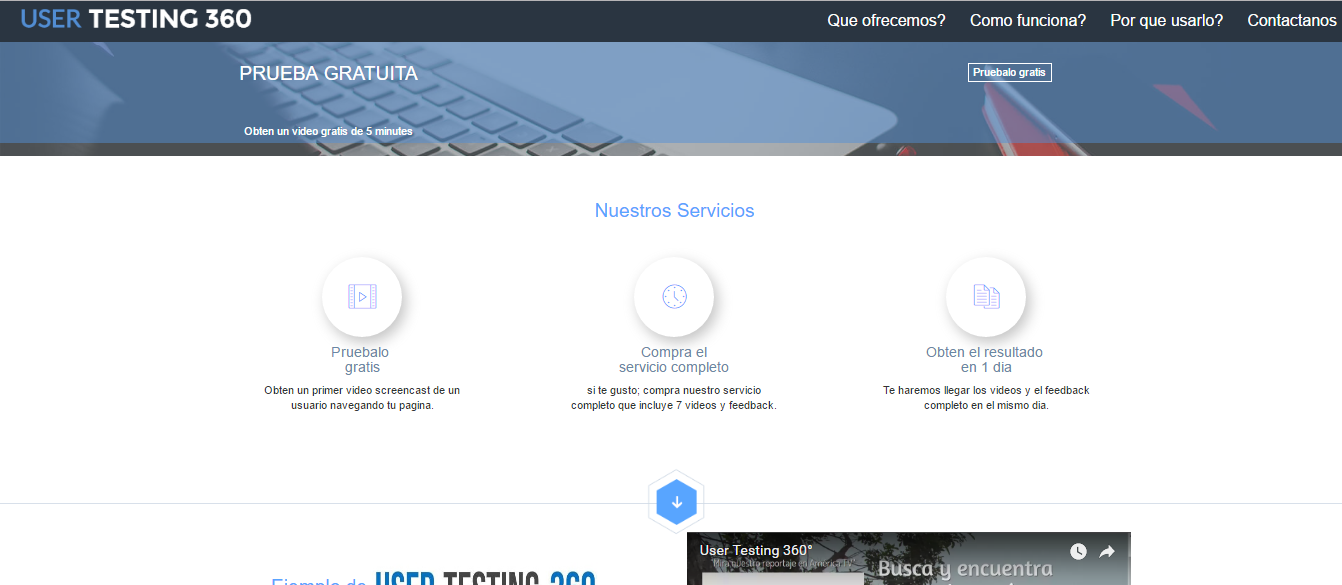 USER TESTING 360
Que ofrecemos? Como funciona? Por que usarlo? Contactanos
PRUEBA GRATUITA
Pruebalo gratis
Obten un video gratis de 5 minutes
Nuestros Servicios
Pruebalo
gratis
Obten un primer video screencast de un
usuario navegando tu pagina.
Compra el
servicio completo
si te gusto; compra nuestro servicio
completo que incluye 7 videos y feedback.
Obten el resultado
en 1 dia
Te haremos llegar los videos y el feedback
completo en el mismo dia.
Ejemplo de USER TESTING 360
User Testing 360°
"Mira nuestro reportaje en América TV"
Busca y encuentra